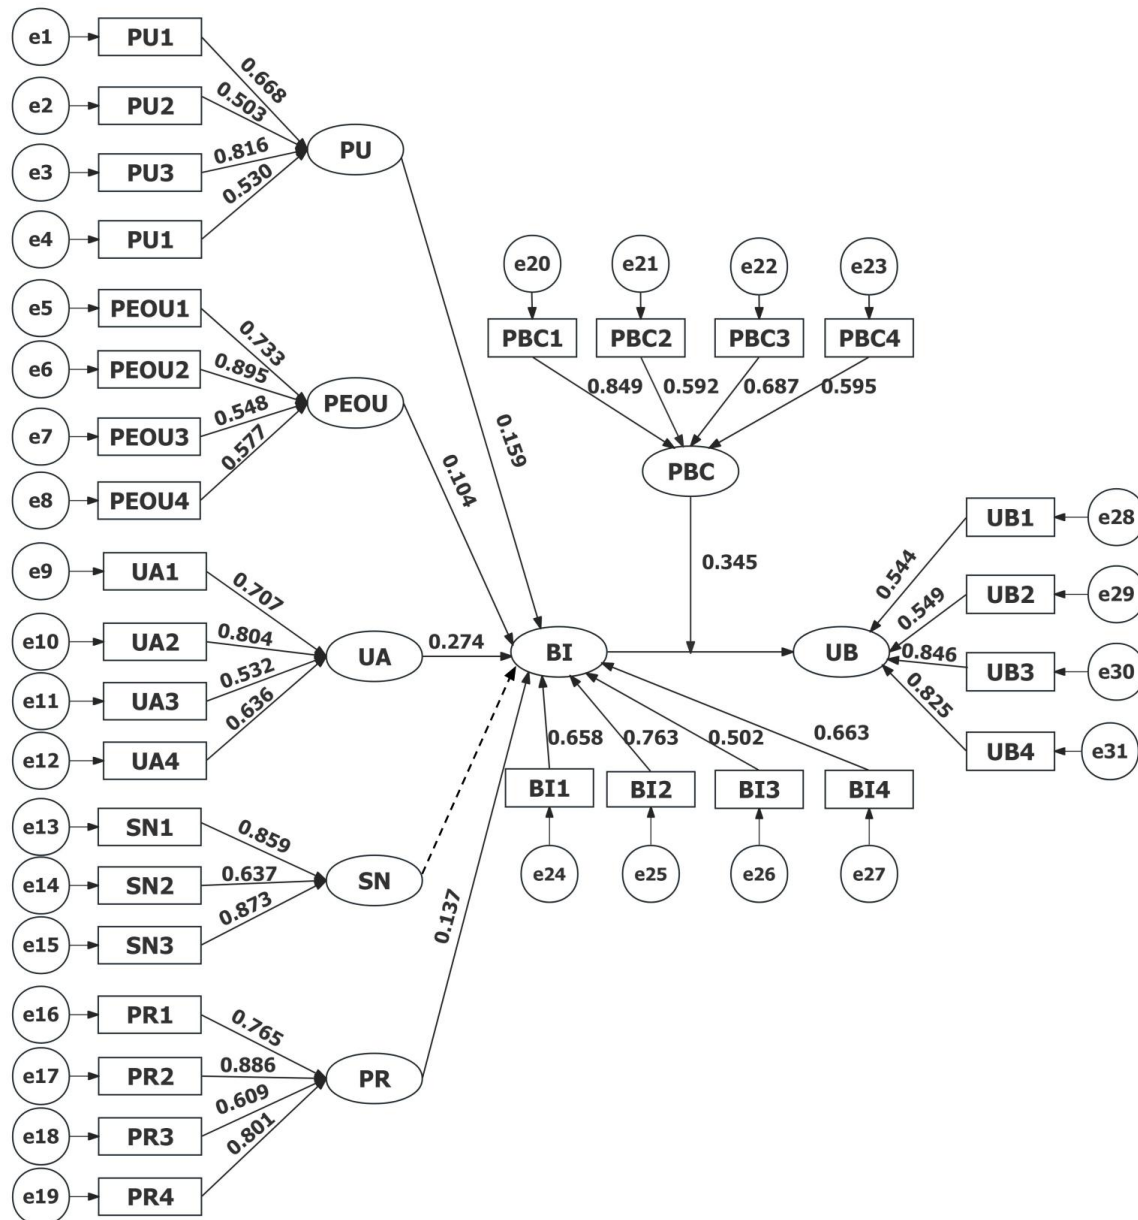 e1 PU1
0.668
e2 PU2
0.503
PU
e3 PU3
0.816
e4 PU1
0.530
e5 PEOU1
0.733
e6 PEOU2
0.895
PEOU
e7 PEOU3
0.548
e8 PEOU4
0.577
0.159
0.104
e20 e21 e22 e23
PBC1 PBC2 PBC3 PBC4
0.849 0.592 0.687 0.595
PBC
0.345
e9 UA1
0.707
e10 UA2
0.804
UA
0.274
BI
UB
e11 UA3
0.532
e12 UA4
0.636
UB1 e28
0.544
UB2 e29
0.549
UB3 e30
0.846
UB4 e31
0.825
0.658 0.763 0.502 0.663
BI1 BI2 BI3 BI4
e24 e25 e26 e27
e13 SN1
0.859
e14 SN2
0.637
SN
e15 SN3
0.873
0.137
e16 PR1
0.765
e17 PR2
0.886
PR
e18 PR3
0.609
e19 PR4
0.801